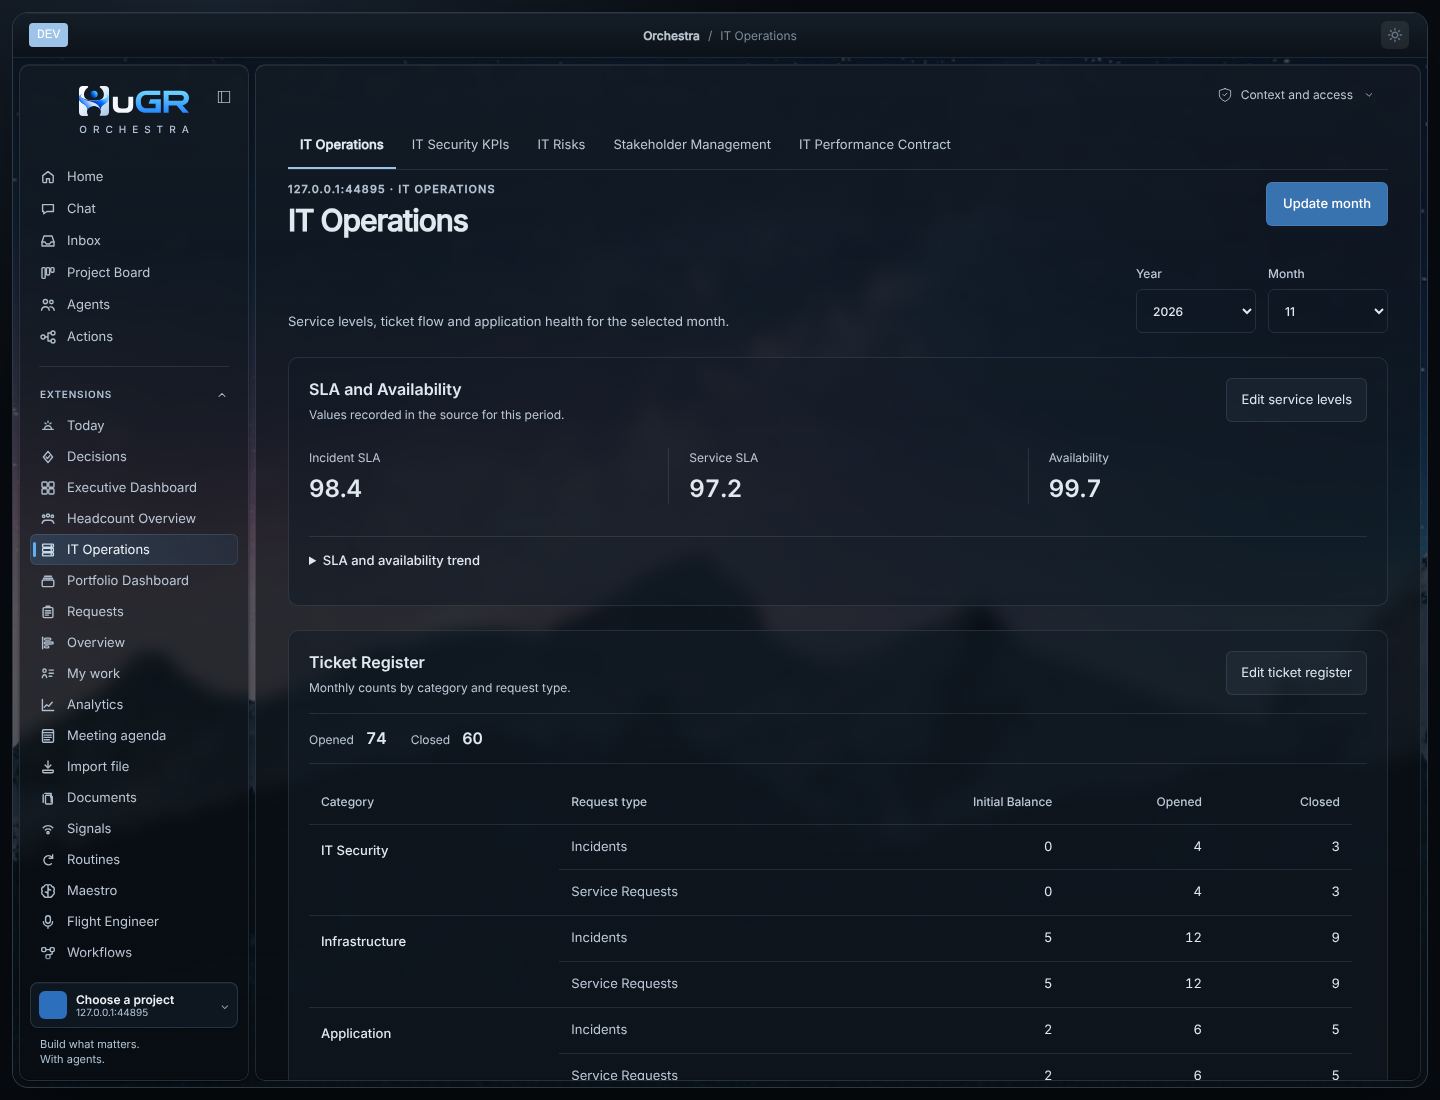 DEV
Orchestra / IT Operations
HuGR
ORCHESTRA
Home
Chat
Inbox
Project Board
Agents
Actions
EXTENSIONS
Today
Decisions
Executive Dashboard
Headcount Overview
IT Operations
Portfolio Dashboard
Requests
Overview
My work
Analytics
Meeting agenda
Import file
Documents
Signals
Routines
Maestro
Flight Engineer
Workflows
Choose a project
127.0.0.1:44895
Build what matters.
With agents.
Context and access
IT Operations IT Security KPIs IT Risks Stakeholder Management IT Performance Contract
127.0.0.1:44895 · IT OPERATIONS
IT Operations
Update month
Year Month
2026 11
Service levels, ticket flow and application health for the selected month.
SLA and Availability
Values recorded in the source for this period.
Edit service levels
Incident SLA Service SLA Availability
98.4 97.2 99.7
SLA and availability trend
Ticket Register
Monthly counts by category and request type.
Edit ticket register
Opened 74 Closed 60
Category Request type Initial Balance Opened Closed
IT Security Incidents 0 4 3
Service Requests 0 4 3
Infrastructure Incidents 5 12 9
Service Requests 5 12 9
Application Incidents 2 6 5
Service Requests 2 6 5